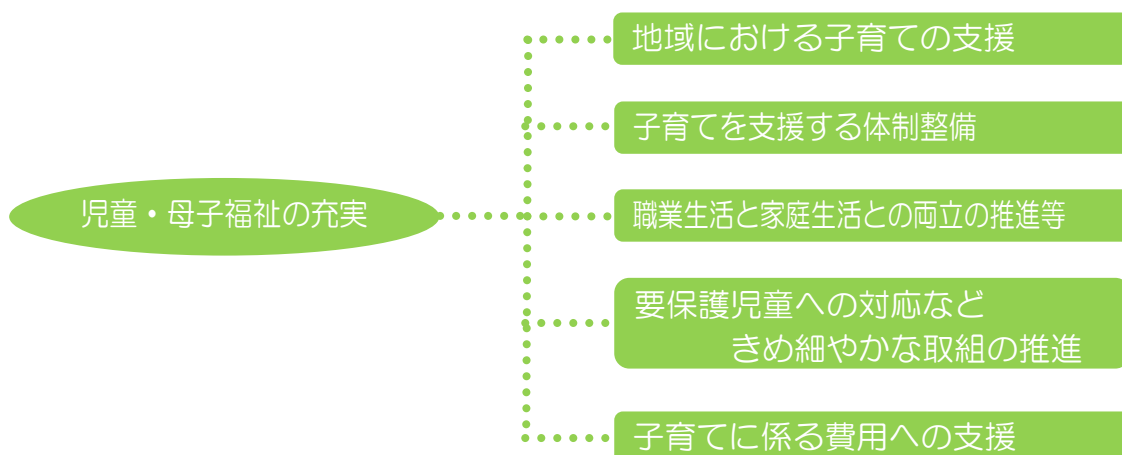 地域における子育ての支援
子育てを支援する体制整備
児童・母子福祉の充実
職業生活と家庭生活との両立の推進等
要保護児童への対応など
きめ細やかな取組の推進
子育てに係る費用への支援